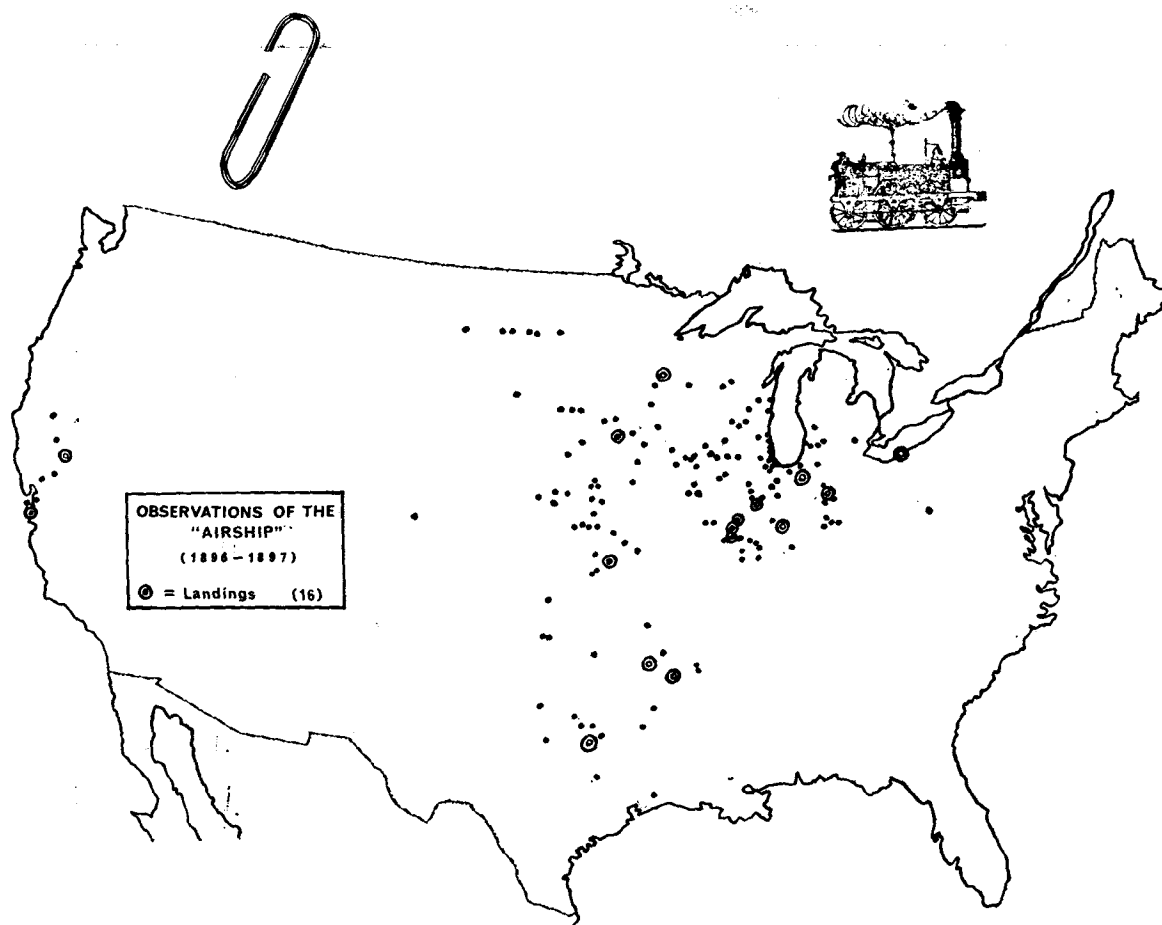 OBSERVATIONS OF THE
"AIRSHIP"
(1896-1897)
= Landings (16)